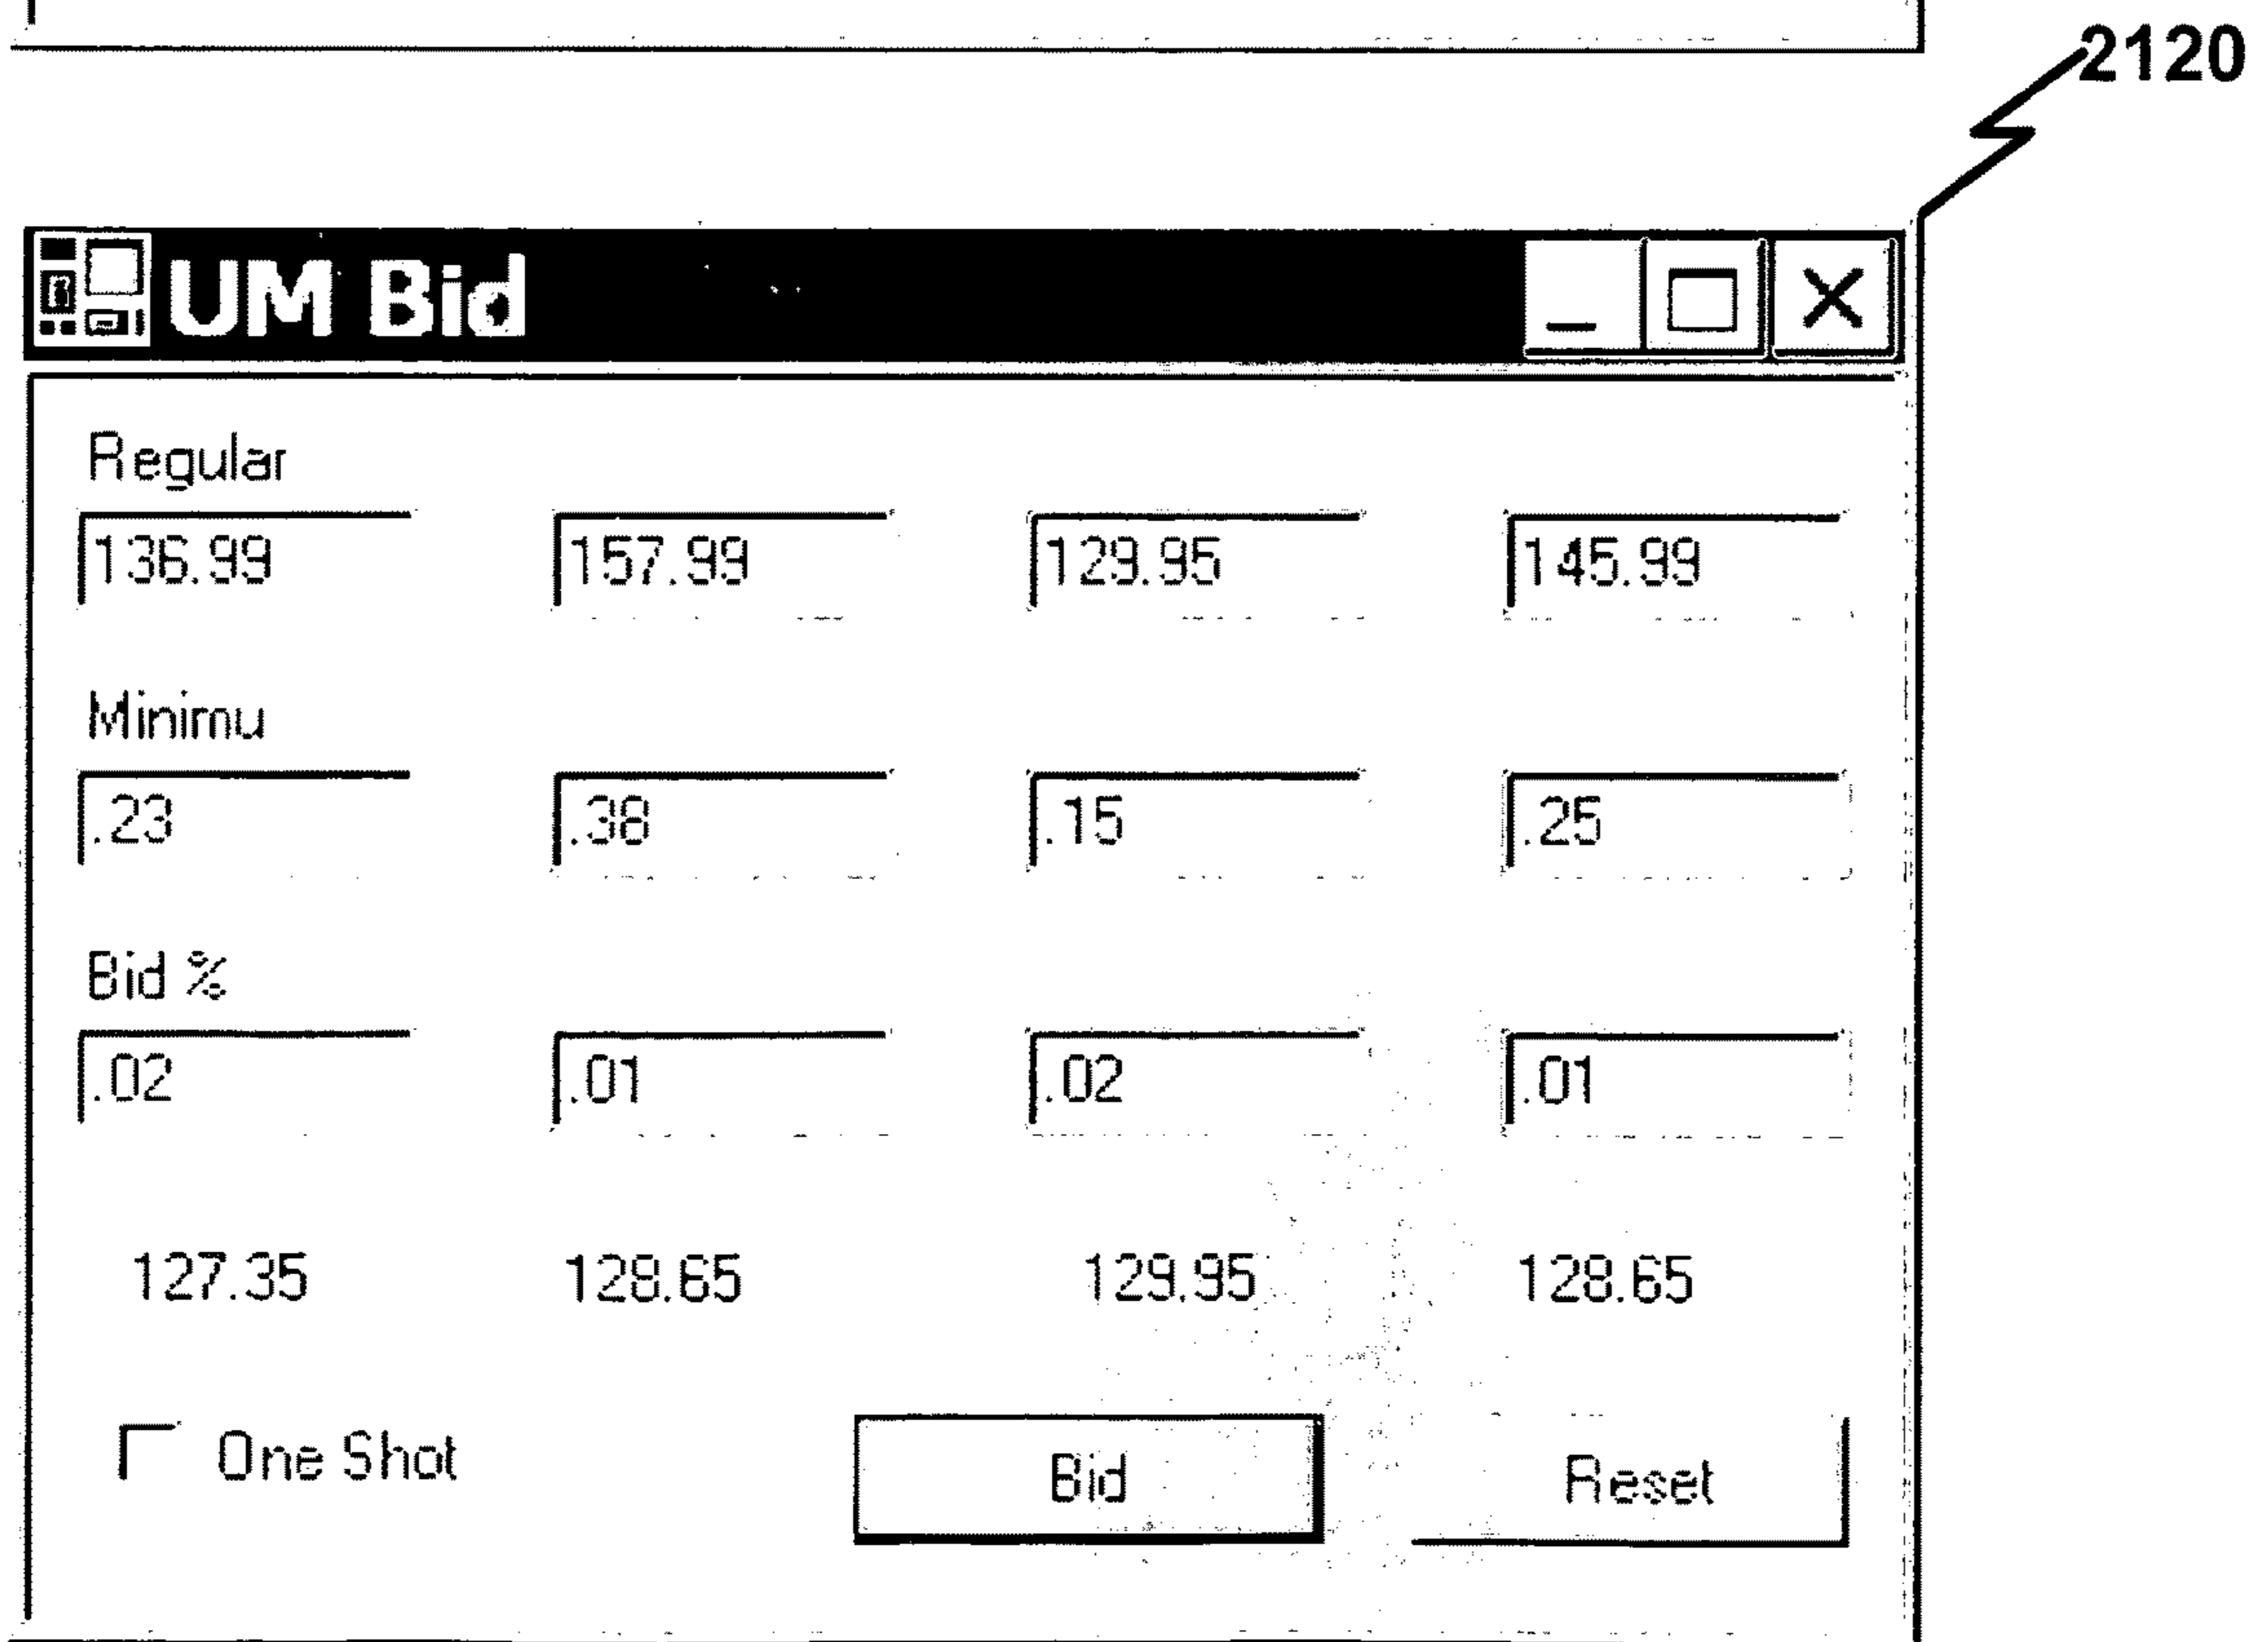 2120
UM Bid
Regular
136.99 157.99 129.95 145.99
Minimu
.23 .38 .15 .25
Bid %
.02 .01 .02 .01
127.35 128.65 129.95 128.65
One Shot Bid Reset